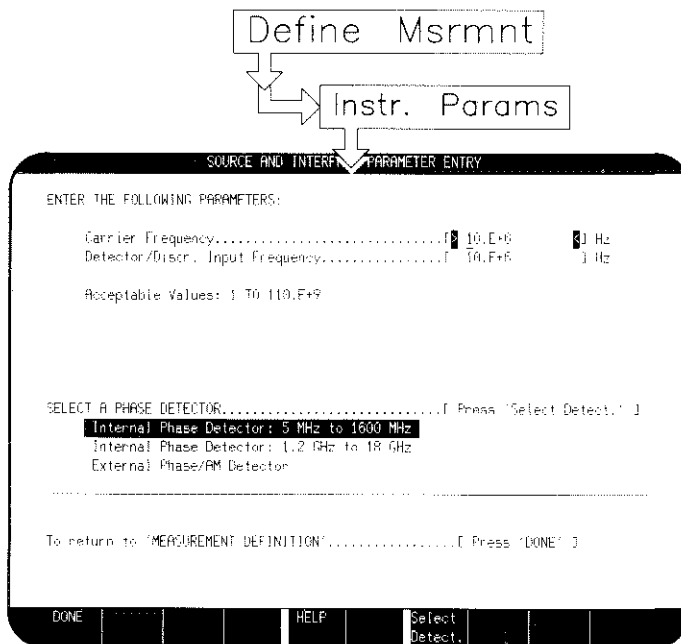 Define Msrmnt
Instr. Params
SOURCE AND INTERF PARAMETER ENTRY
ENTER THE FOLLOWING PARAMETERS:
Carrier Frequency..............................[> 10.E+6 <] Hz
Detector/Discr. Input Frequency................[ 10.E+6 ] Hz
Acceptable Values: 1 TO 110.E+9
SELECT A PHASE DETECTOR.............................[ Press 'Select Detect.' ]
Internal Phase Detector: 5 MHz to 1600 MHz
Internal Phase Detector: 1.2 GHz to 18 GHz
External Phase/AM Detector
To return to 'MEASUREMENT DEFINITION'.................[ Press 'DONE' ]
DONE HELP Select Detect.